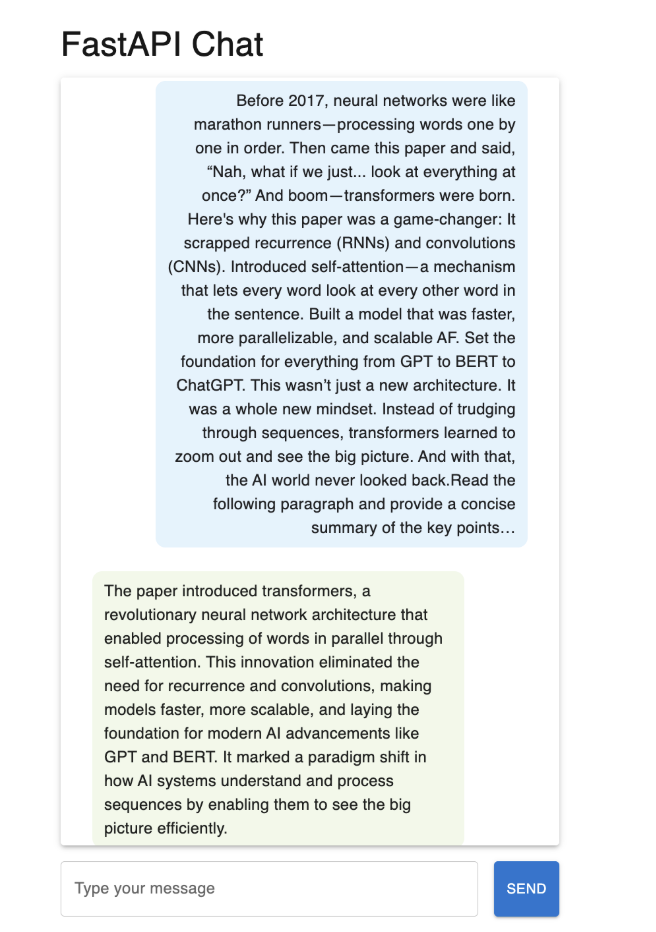 FastAPI Chat
Before 2017, neural networks were like
marathon runners—processing words one by
one in order. Then came this paper and said,
“Nah, what if we just... look at everything at
once?” And boom—transformers were born.
Here's why this paper was a game-changer: It
scrapped recurrence (RNNs) and convolutions
(CNNs). Introduced self-attention—a mechanism
that lets every word look at every other word in
the sentence. Built a model that was faster,
more parallelizable, and scalable AF. Set the
foundation for everything from GPT to BERT to
ChatGPT. This wasn’t just a new architecture. It
was a whole new mindset. Instead of trudging
through sequences, transformers learned to
zoom out and see the big picture. And with that,
the AI world never looked back.Read the
following paragraph and provide a concise
summary of the key points…
The paper introduced transformers, a
revolutionary neural network architecture that
enabled processing of words in parallel through
self-attention. This innovation eliminated the
need for recurrence and convolutions, making
models faster, more scalable, and laying the
foundation for modern AI advancements like
GPT and BERT. It marked a paradigm shift in
how AI systems understand and process
sequences by enabling them to see the big
picture efficiently.
Type your message
SEND